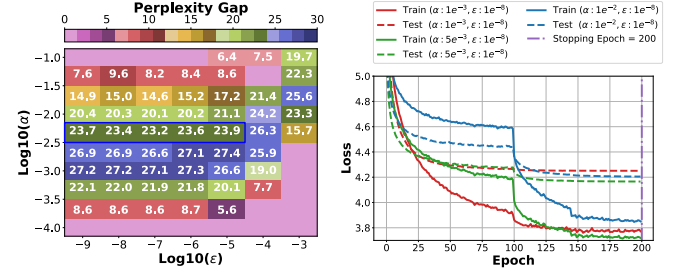 Perplexity Gap
0 5 10 15 20 25 30
Log10(α)
−1.0
−1.5
−2.0
−2.5
−3.0
−3.5
−4.0
6.4 7.5 19.7
7.6 9.6 8.2 8.4 8.6 22.3
14.9 15.0 14.6 15.2 17.2 21.4 25.6
20.4 20.3 20.1 20.2 21.1 24.2 23.3
23.7 23.4 23.2 23.6 23.9 26.3 15.7
26.9 26.9 26.6 27.1 27.4 25.9
27.2 27.2 27.1 27.3 26.6 19.0
22.1 22.0 21.9 21.8 20.1 7.7
8.6 8.6 8.6 8.7 5.6
−9 −8 −7 −6 −5 −4 −3
Log10(ε)
Train (α : 1e⁻³, ε : 1e⁻⁸)
Test (α : 1e⁻³, ε : 1e⁻⁸)
Train (α : 5e⁻³, ε : 1e⁻⁸)
Test (α : 5e⁻³, ε : 1e⁻⁸)
Train (α : 1e⁻², ε : 1e⁻⁸)
Test (α : 1e⁻², ε : 1e⁻⁸)
Stopping Epoch = 200
Loss
5.0
4.8
4.6
4.4
4.2
4.0
3.8
0 25 50 75 100 125 150 175 200
Epoch